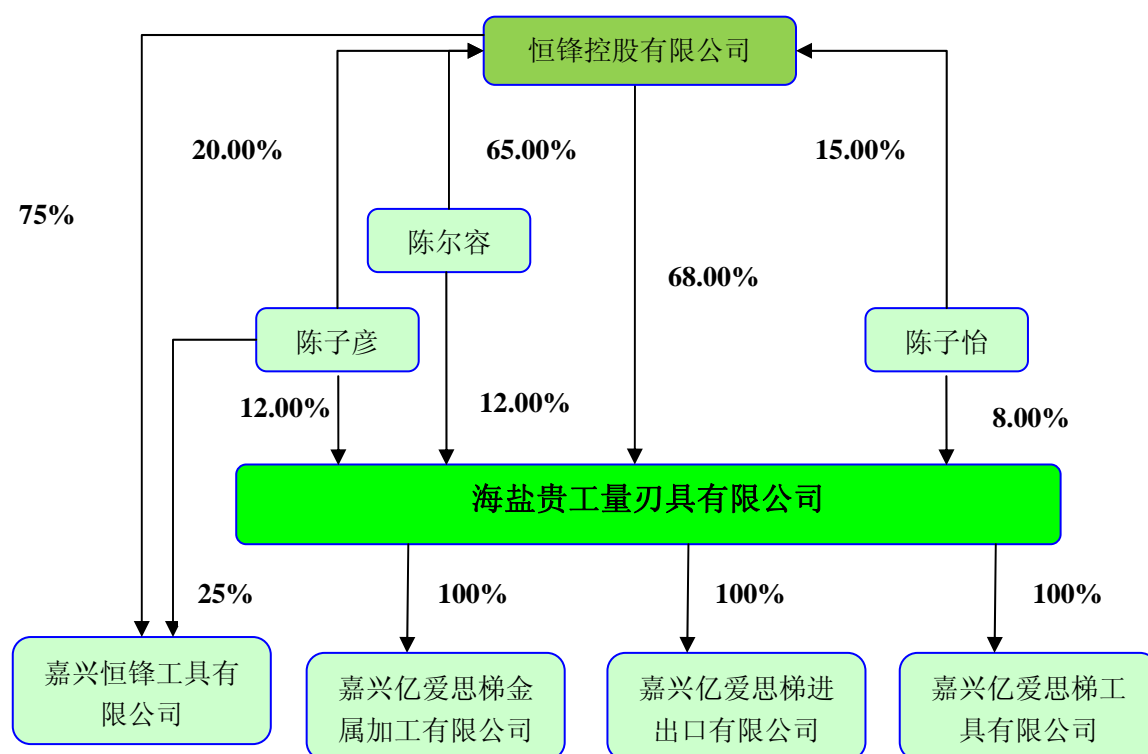 恒锋控股有限公司
20.00%
65.00%
15.00%
75%
陈尔容
68.00%
陈子彦
陈子怡
12.00%
12.00%
8.00%
海盐贵工量刃具有限公司
25%
100%
100%
100%
嘉兴恒锋工具有
限公司
嘉兴亿爱思梯金
属加工有限公司
嘉兴亿爱思梯进
出口有限公司
嘉兴亿爱思梯工
具有限公司